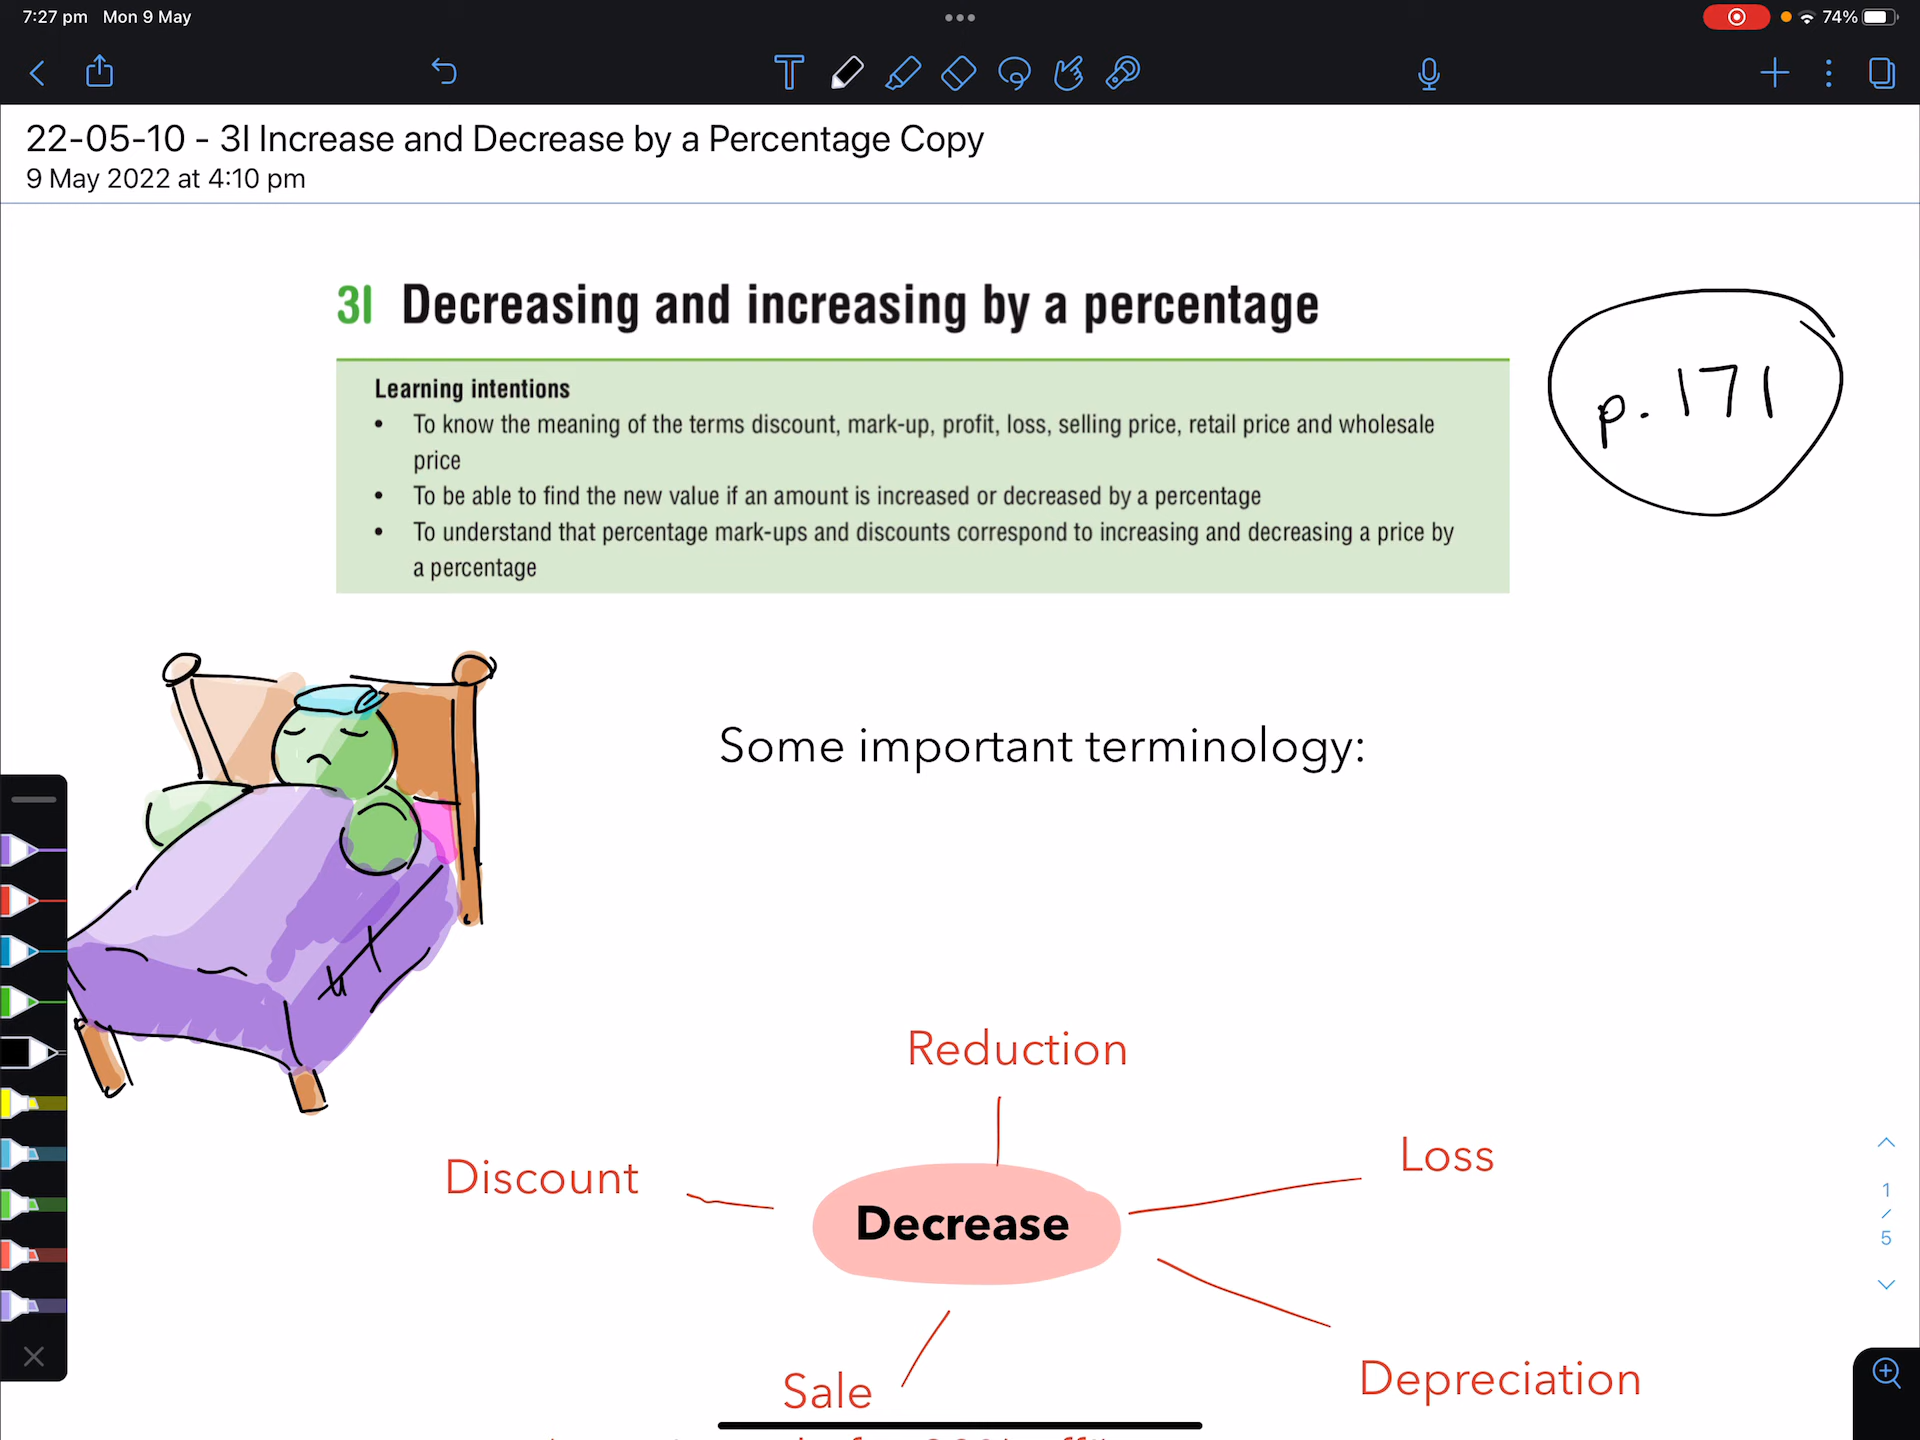 7:27 pm Mon 9 May
74%
22-05-10 - 3I Increase and Decrease by a Percentage Copy
9 May 2022 at 4:10 pm
3I Decreasing and increasing by a percentage
Learning intentions
• To know the meaning of the terms discount, mark-up, profit, loss, selling price, retail price and wholesale
price
• To be able to find the new value if an amount is increased or decreased by a percentage
• To understand that percentage mark-ups and discounts correspond to increasing and decreasing a price by
a percentage
p. 171
Some important terminology:
Reduction
Loss
Discount
Decrease
1
/
5
Sale
Depreciation